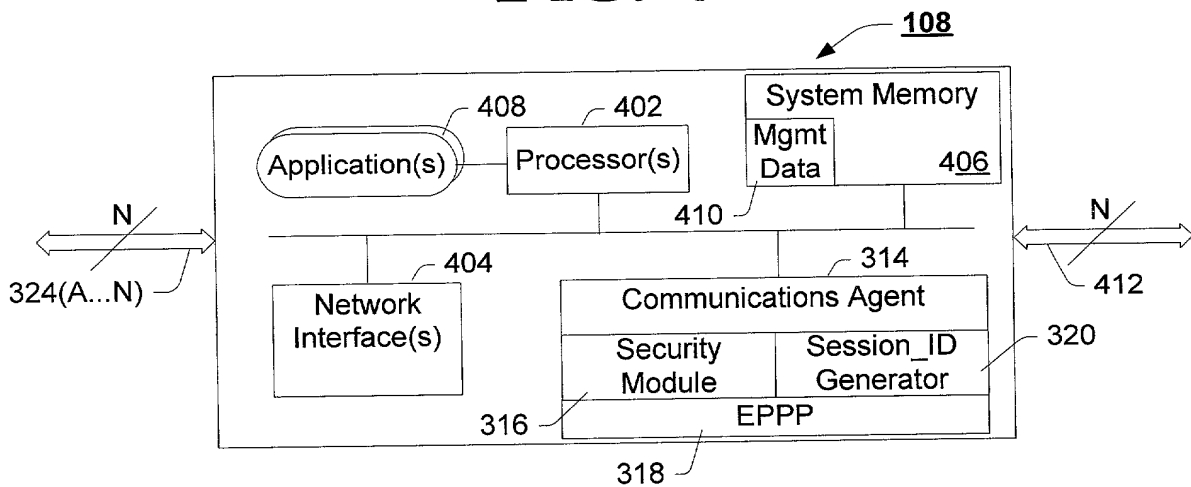 108
System Memory
408
402
Application(s)
Processor(s)
Mgmt
Data
406
410
N
N
324(A...N)
404
314
412
Network
Interface(s)
Communications Agent
Security
Module
Session_ID
Generator
320
316
EPPP
318